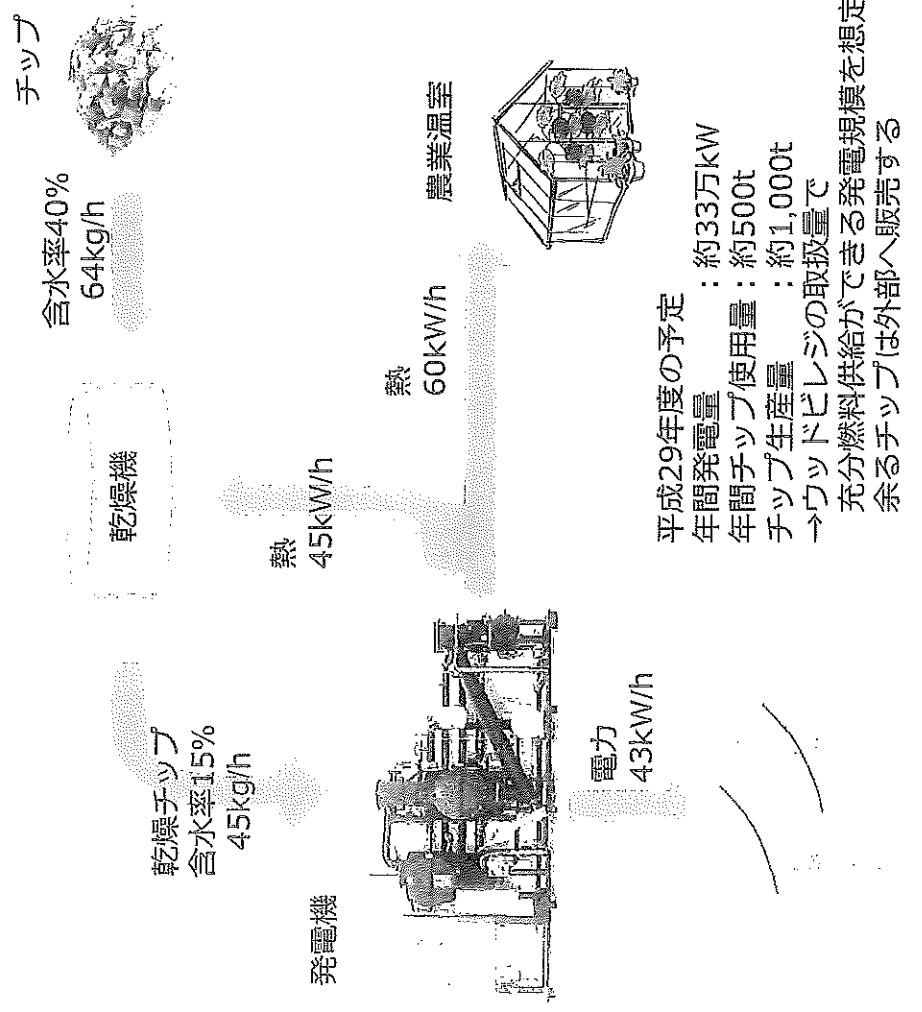 チップ
含水率40%
64kg/h
乾燥機
乾燥チップ
含水率15%
45kg/h
熱
45kW/h
熱
60kW/h
農業温室
発電機
電力
43kW/h
平成29年度の予定
年間発電量　　　：約33万kW
年間チップ使用量：約500t
チップ生産量　　：約1,000t
→ウッドビレジの取扱量で
充分燃料供給ができる発電規模を想定
余るチップは外部へ販売する